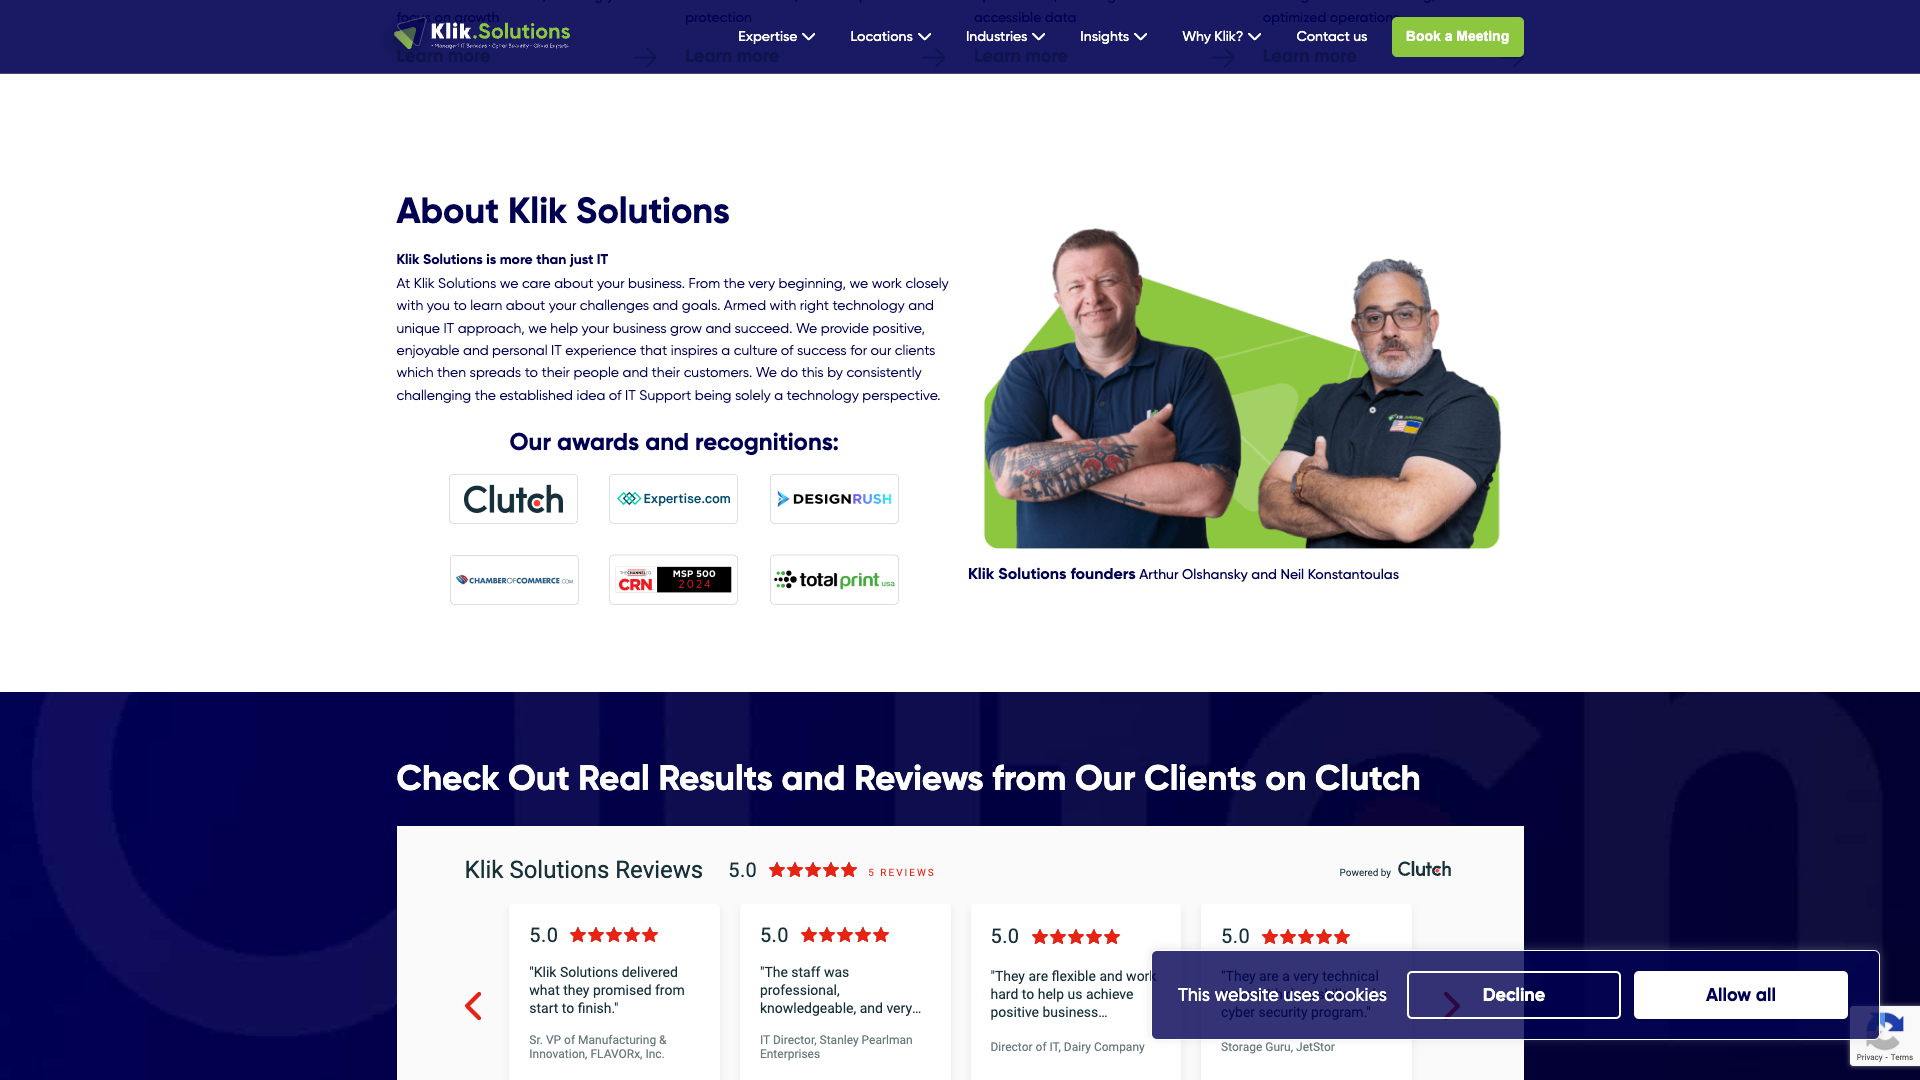 focus on growth
protection
accessible data
optimized operations
Learn more
Learn more
Learn more
Learn more
Klik.Solutions
• Managed IT Services • Cyber Security • Cloud Experts
Expertise
Locations
Industries
Insights
Why Klik?
Contact us
Book a Meeting
About Klik Solutions
Klik Solutions is more than just IT
At Klik Solutions we care about your business. From the very beginning, we work closely
with you to learn about your challenges and goals. Armed with right technology and
unique IT approach, we help your business grow and succeed. We provide positive,
enjoyable and personal IT experience that inspires a culture of success for our clients
which then spreads to their people and their customers. We do this by consistently
challenging the established idea of IT Support being solely a technology perspective.
Our awards and recognitions:
Clutch
Expertise.com
DESIGNRUSH
CHAMBEROFCOMMERCE.COM
THE CHANNEL CO.
CRN
MSP 500
2024
totalprint usa
Klik Solutions founders Arthur Olshansky and Neil Konstantoulas
Check Out Real Results and Reviews from Our Clients on Clutch
Klik Solutions Reviews
5.0
5 REVIEWS
Powered by Clutch
5.0
"Klik Solutions delivered
what they promised from
start to finish."
Sr. VP of Manufacturing &
Innovation, FLAVORx, Inc.
5.0
"The staff was
professional,
knowledgeable, and very...
IT Director, Stanley Pearlman
Enterprises
5.0
"They are flexible and work
hard to help us achieve
positive business...
Director of IT, Dairy Company
5.0
"They are a very technical
cyber security program."
Storage Guru, JetStor
This website uses cookies
Decline
Allow all
Privacy - Terms